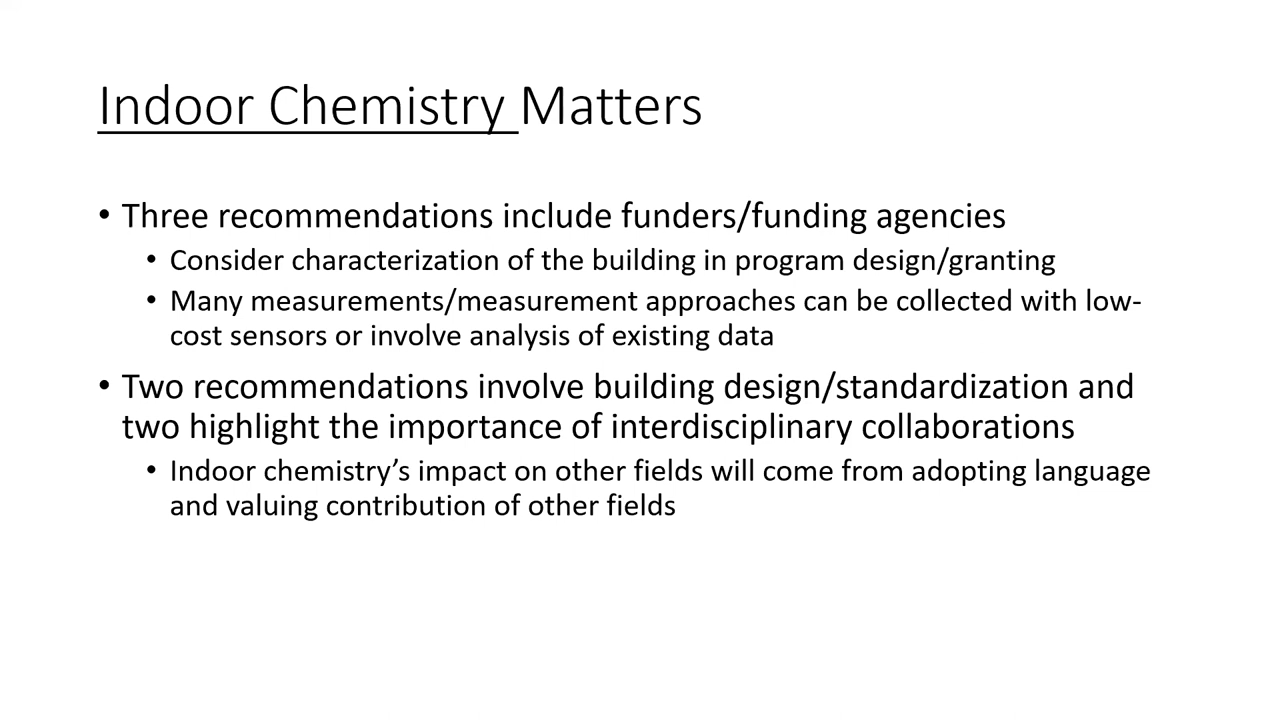 Indoor Chemistry Matters
• Three recommendations include funders/funding agencies
• Consider characterization of the building in program design/granting
• Many measurements/measurement approaches can be collected with low-
cost sensors or involve analysis of existing data
• Two recommendations involve building design/standardization and
two highlight the importance of interdisciplinary collaborations
• Indoor chemistry’s impact on other fields will come from adopting language
and valuing contribution of other fields